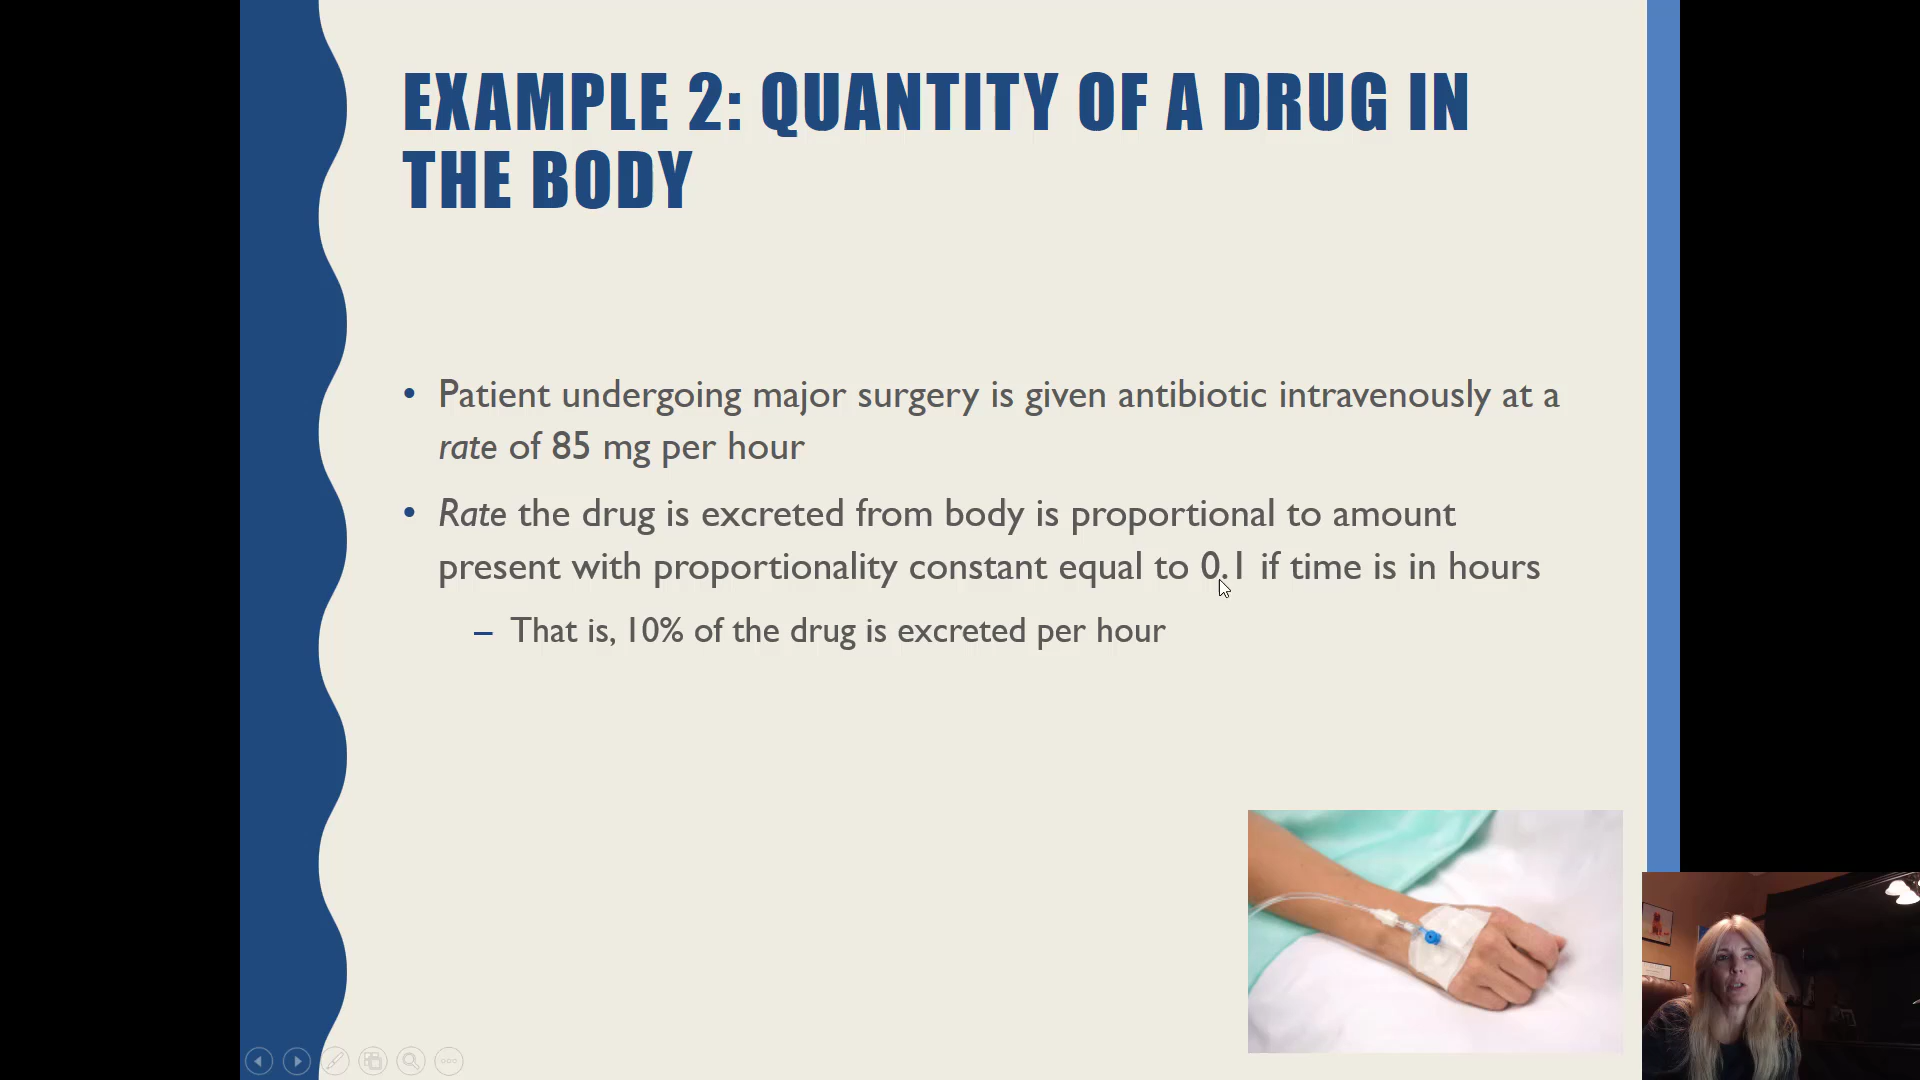 EXAMPLE 2: QUANTITY OF A DRUG IN
THE BODY
• Patient undergoing major surgery is given antibiotic intravenously at a
rate of 85 mg per hour
• Rate the drug is excreted from body is proportional to amount
present with proportionality constant equal to 0.1 if time is in hours
– That is, 10% of the drug is excreted per hour